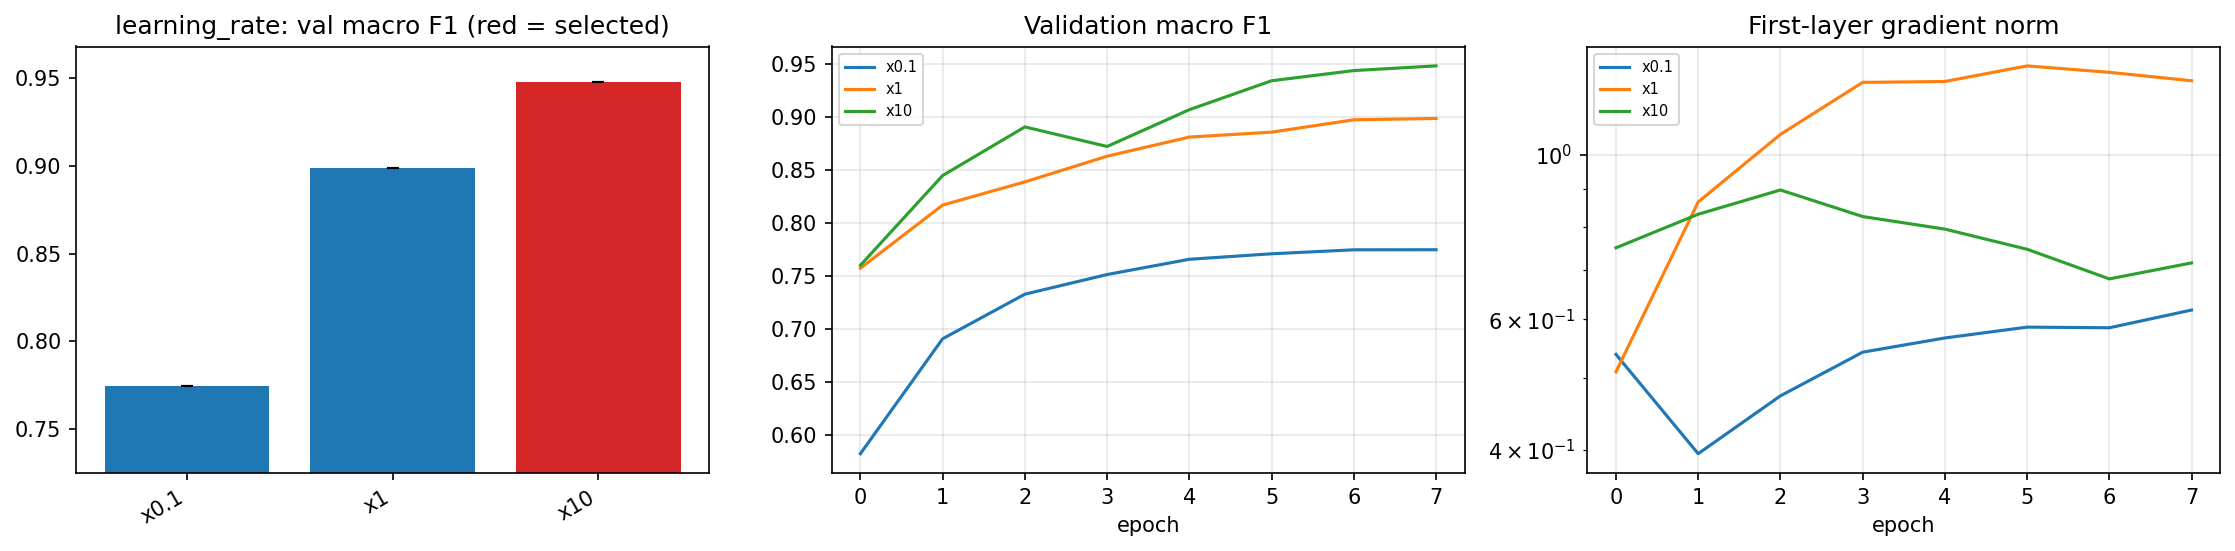 learning_rate: val macro F1 (red = selected)
0.95
0.90
0.85
0.80
0.75
x0.1
x1
x10
Validation macro F1
x0.1
x1
x10
0.95
0.90
0.85
0.80
0.75
0.70
0.65
0.60
0 1 2 3 4 5 6 7
epoch
First-layer gradient norm
x0.1
x1
x10
10⁰
6 × 10⁻¹
4 × 10⁻¹
0 1 2 3 4 5 6 7
epoch